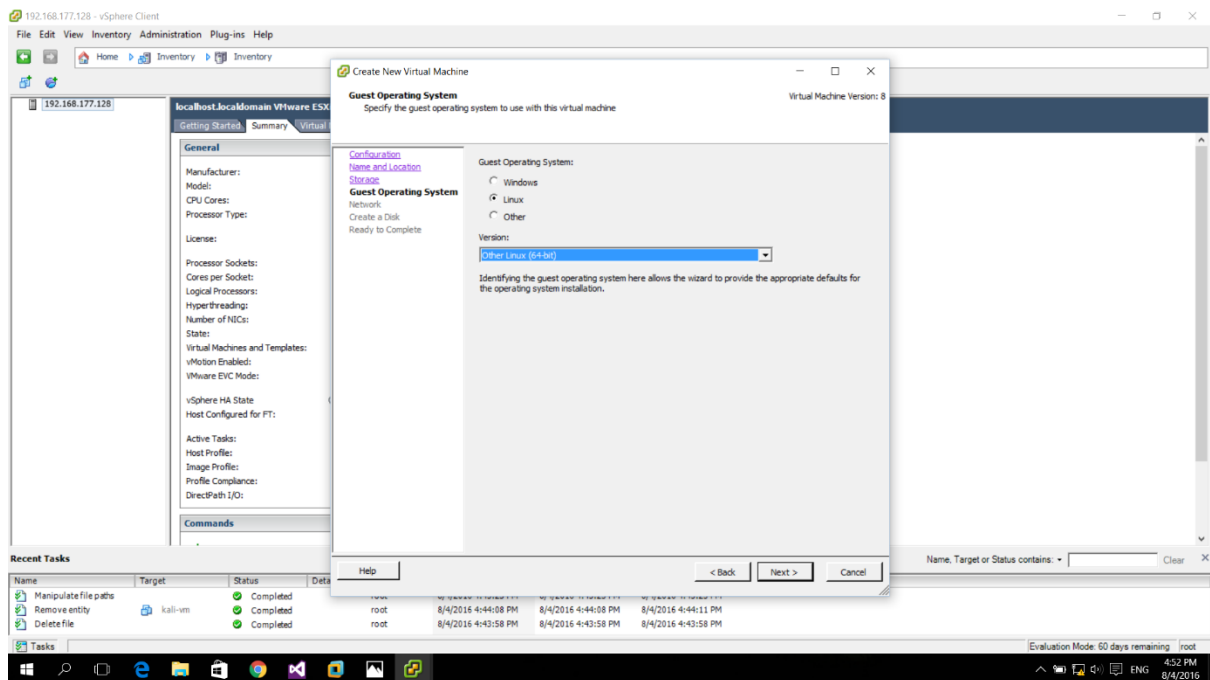 192.168.177.128 - vSphere Client
File Edit View Inventory Administration Plug-ins Help
Home Inventory Inventory
192.168.177.128
localhost.localdomain VMware ESX
Getting Started Summary Virtual
General
Manufacturer:
Model:
CPU Cores:
Processor Type:
License:
Processor Sockets:
Cores per Socket:
Logical Processors:
Hyperthreading:
Number of NICs:
State:
Virtual Machines and Templates:
vMotion Enabled:
VMware EVC Mode:
vSphere HA State
Host Configured for FT:
Active Tasks:
Host Profile:
Image Profile:
Profile Compliance:
DirectPath I/O:
Commands
Create New Virtual Machine
Guest Operating System
Virtual Machine Version: 8
Specify the guest operating system to use with this virtual machine
Configuration
Name and Location
Storage
Guest Operating System
Network
Create a Disk
Ready to Complete
Guest Operating System:
Windows
Linux
Other
Version:
Other Linux (64-bit)
Identifying the guest operating system here allows the wizard to provide the appropriate defaults for
the operating system installation.
Help < Back Next > Cancel
Recent Tasks
Name, Target or Status contains: Clear
Name Target Status Deta
Manipulate file paths Completed
Remove entity kali-vm Completed root 8/4/2016 4:44:08 PM 8/4/2016 4:44:08 PM 8/4/2016 4:44:11 PM
Delete file Completed root 8/4/2016 4:43:58 PM 8/4/2016 4:43:58 PM 8/4/2016 4:43:58 PM
Tasks Evaluation Mode: 60 days remaining root
ENG 4:52 PM
8/4/2016